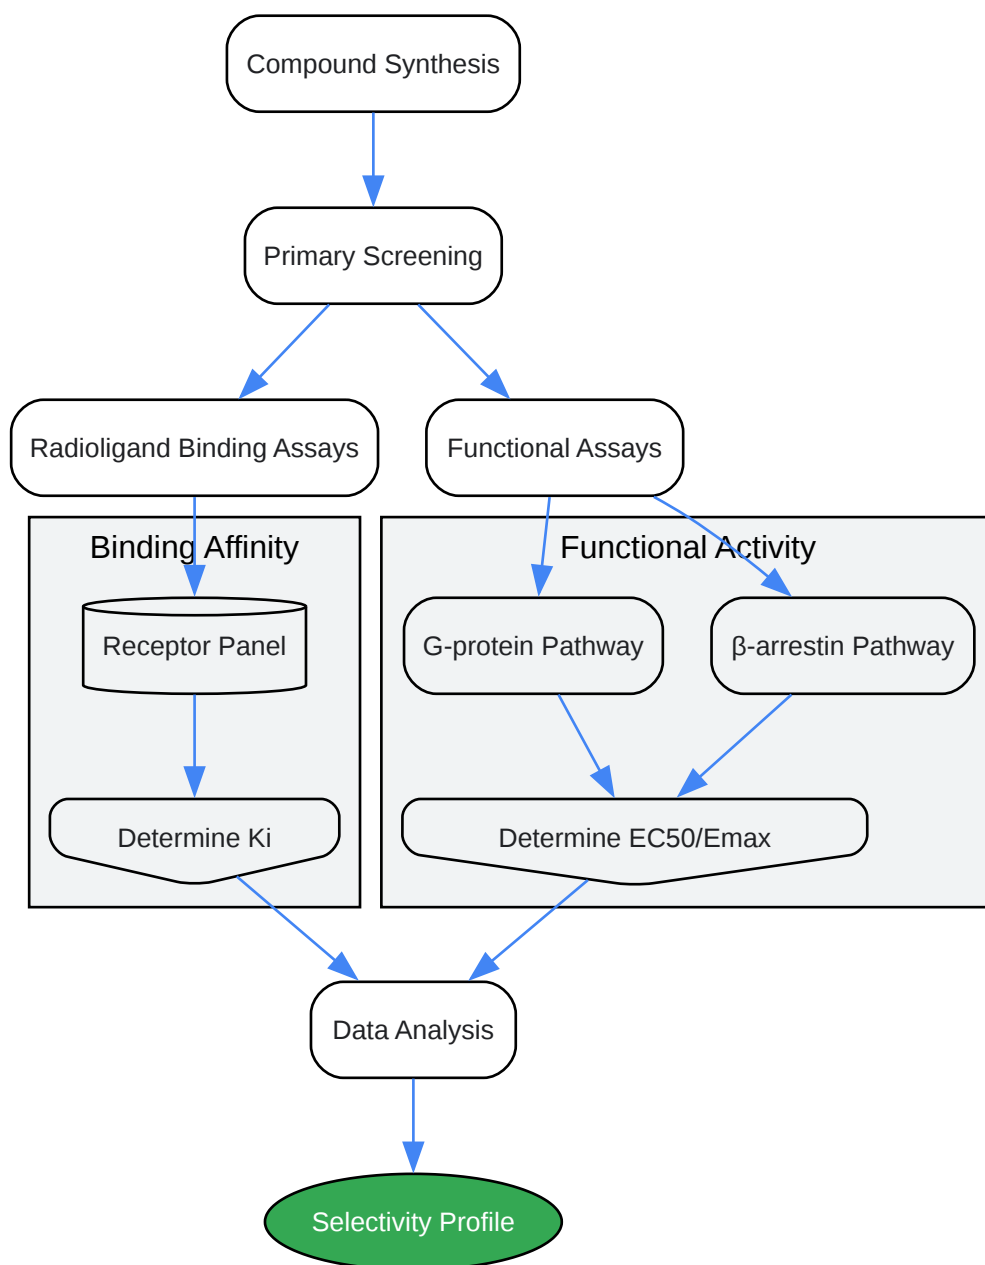 Compound Synthesis
Primary Screening
Radioligand Binding Assays
Functional Assays
Binding Affinity
Functional Activity
Receptor Panel
G-protein Pathway
β-arrestin Pathway
Determine Ki
Determine EC50/Emax
Data Analysis
Selectivity Profile